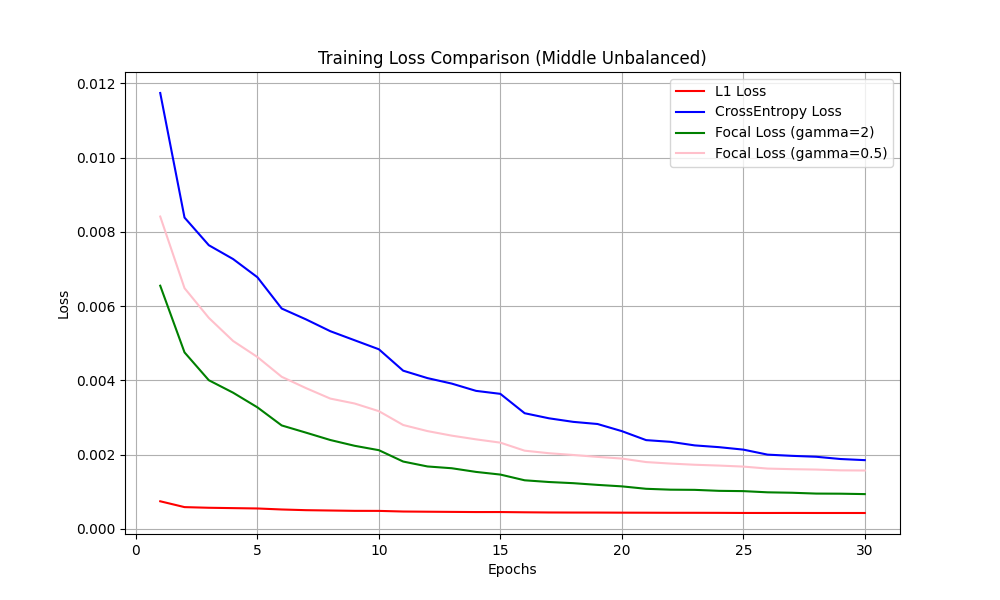 Training Loss Comparison (Middle Unbalanced)
L1 Loss
CrossEntropy Loss
Focal Loss (gamma=2)
Focal Loss (gamma=0.5)
Loss
0.012
0.010
0.008
0.006
0.004
0.002
0.000
0 5 10 15 20 25 30
Epochs